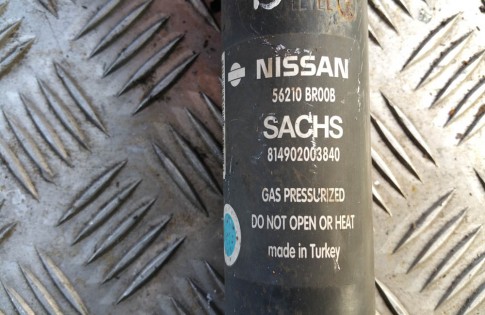 NISSAN
56210 BR00B
SACHS
814902003840
GAS PRESSURIZED
DO NOT OPEN OR HEAT
made in Turkey